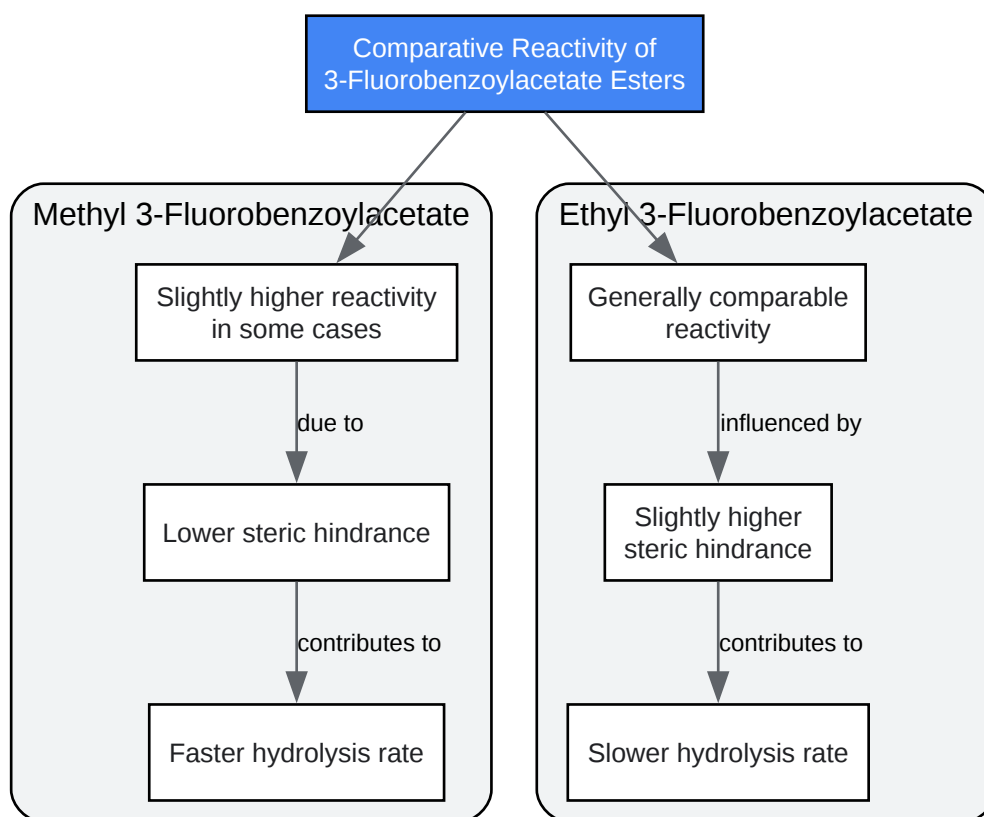 Comparative Reactivity of
3-Fluorobenzoylacetate Esters
Methyl 3-Fluorobenzoylacetate
Slightly higher reactivity
in some cases
due to
Lower steric hindrance
contributes to
Faster hydrolysis rate
Ethyl 3-Fluorobenzoylacetate
Generally comparable
reactivity
influenced by
Slightly higher
steric hindrance
contributes to
Slower hydrolysis rate